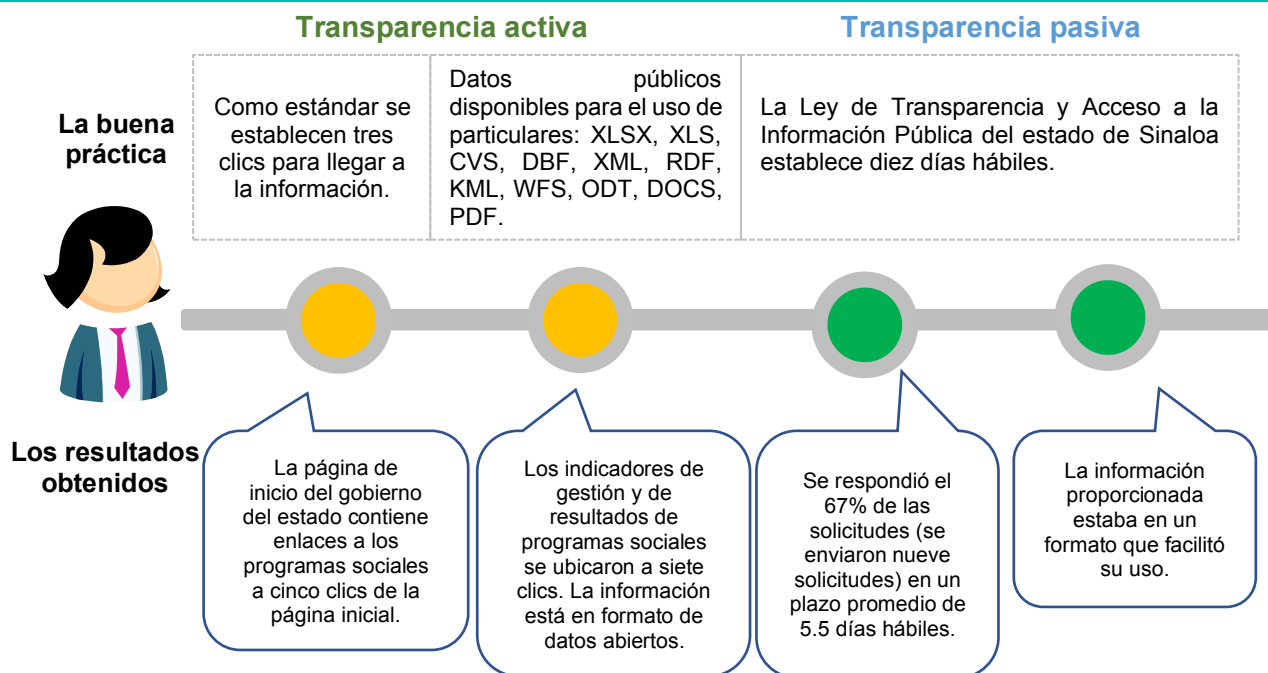 Transparencia activa
Transparencia pasiva
La buena
práctica
Como estándar se
establecen tres
clics para llegar a
la información.
Datos públicos
disponibles para el uso de
particulares: XLSX, XLS,
CVS, DBF, XML, RDF,
KML, WFS, ODT, DOCS,
PDF.
La Ley de Transparencia y Acceso a la
Información Pública del estado de Sinaloa
establece diez días hábiles.
Los resultados
obtenidos
La página de
inicio del gobierno
del estado contiene
enlaces a los
programas sociales
a cinco clics de la
página inicial.
Los indicadores de
gestión y de
resultados de
programas sociales
se ubicaron a siete
clics. La información
está en formato de
datos abiertos.
Se respondió el
67% de las
solicitudes (se
enviaron nueve
solicitudes) en un
plazo promedio de
5.5 días hábiles.
La información
proporcionada
estaba en un
formato que facilitó
su uso.